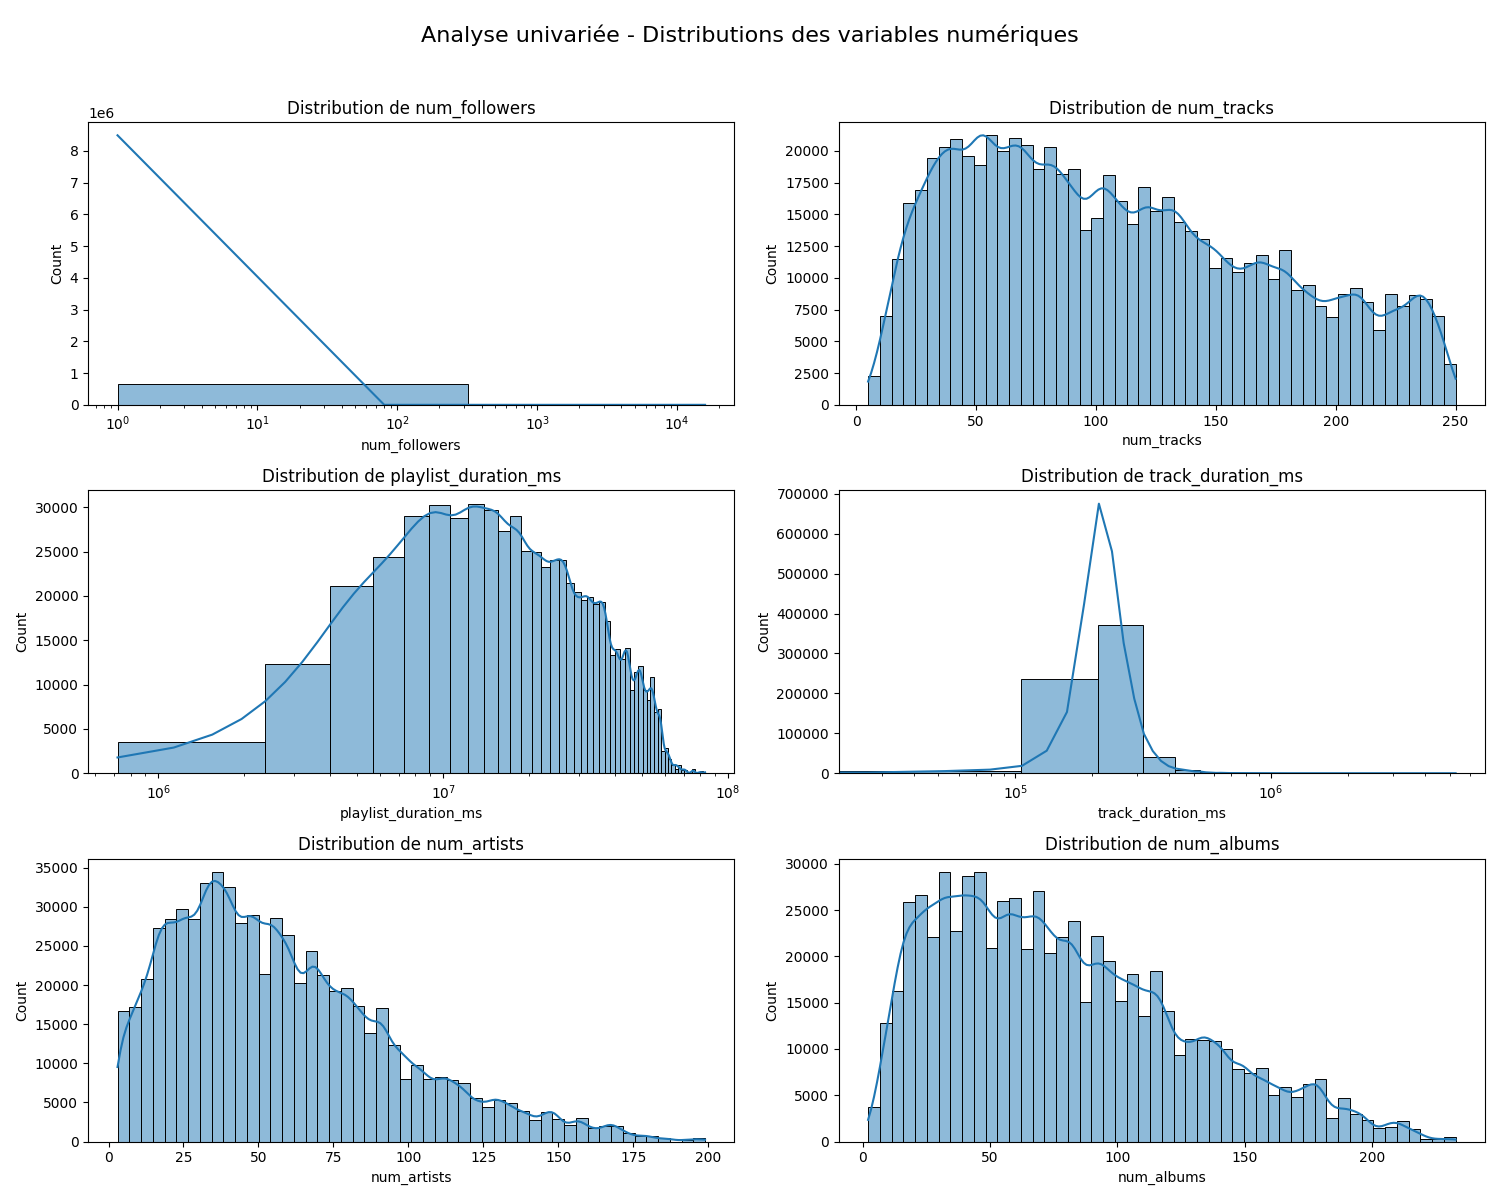 Analyse univariée - Distributions des variables numériques
Distribution de num_followers
1e6
8
7
6
5
4
3
2
1
0
Count
10^0 10^1 10^2 10^3 10^4
num_followers
Distribution de num_tracks
20000
17500
15000
12500
10000
7500
5000
2500
0
Count
0 50 100 150 200 250
num_tracks
Distribution de playlist_duration_ms
30000
25000
20000
15000
10000
5000
0
Count
10^6 10^7 10^8
playlist_duration_ms
Distribution de track_duration_ms
700000
600000
500000
400000
300000
200000
100000
0
Count
10^5 10^6
track_duration_ms
Distribution de num_artists
35000
30000
25000
20000
15000
10000
5000
0
Count
0 25 50 75 100 125 150 175 200
num_artists
Distribution de num_albums
30000
25000
20000
15000
10000
5000
0
Count
0 50 100 150 200
num_albums